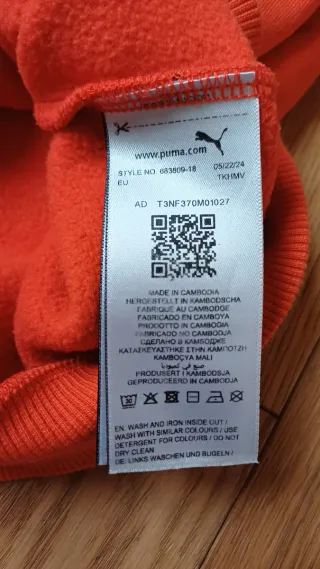 www.puma.com
STYLE NO. 683809-18 05/22/24
EU TKHMV
AD T3NF370M01027
MADE IN CAMBODIA
HERGESTELLT IN KAMBODSCHA
FABRIQUE AU CAMBODGE
FABRICADO EN CAMBOYA
PRODOTTO IN CAMBOGIA
FABRICADO NO CAMBOJA
СДЕЛАНО В КАМБОДЖЕ
ΚΑΤΑΣΚΕΥΑΣΤΗΚΕ ΣΤΗΝ ΚΑΜΠΟΤΖΗ
KAMBOÇYA MALI
صنع في كمبوديا
PRODUSERT I KAMBODSJA
GEPRODUCEERD IN CAMBODJA
EN: WASH AND IRON INSIDE OUT /
WASH WITH SIMILAR COLOURS / USE
DETERGENT FOR COLOURS / DO NOT
DRY CLEAN
DE: LINKS WASCHEN UND BUGELN /